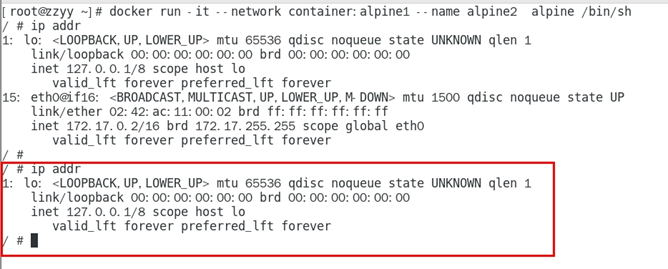 [root@zzyy ~]# docker run -it --network container:alpine1 --name alpine2  alpine /bin/sh
/ # ip addr
1: lo: <LOOPBACK,UP,LOWER_UP> mtu 65536 qdisc noqueue state UNKNOWN qlen 1
    link/loopback 00:00:00:00:00:00 brd 00:00:00:00:00:00
    inet 127.0.0.1/8 scope host lo
       valid_lft forever preferred_lft forever
15: eth0@if16: <BROADCAST,MULTICAST,UP,LOWER_UP,M-DOWN> mtu 1500 qdisc noqueue state UP
    link/ether 02:42:ac:11:00:02 brd ff:ff:ff:ff:ff:ff
    inet 172.17.0.2/16 brd 172.17.255.255 scope global eth0
       valid_lft forever preferred_lft forever
/ #
/ # ip addr
1: lo: <LOOPBACK,UP,LOWER_UP> mtu 65536 qdisc noqueue state UNKNOWN qlen 1
    link/loopback 00:00:00:00:00:00 brd 00:00:00:00:00:00
    inet 127.0.0.1/8 scope host lo
       valid_lft forever preferred_lft forever
/ #